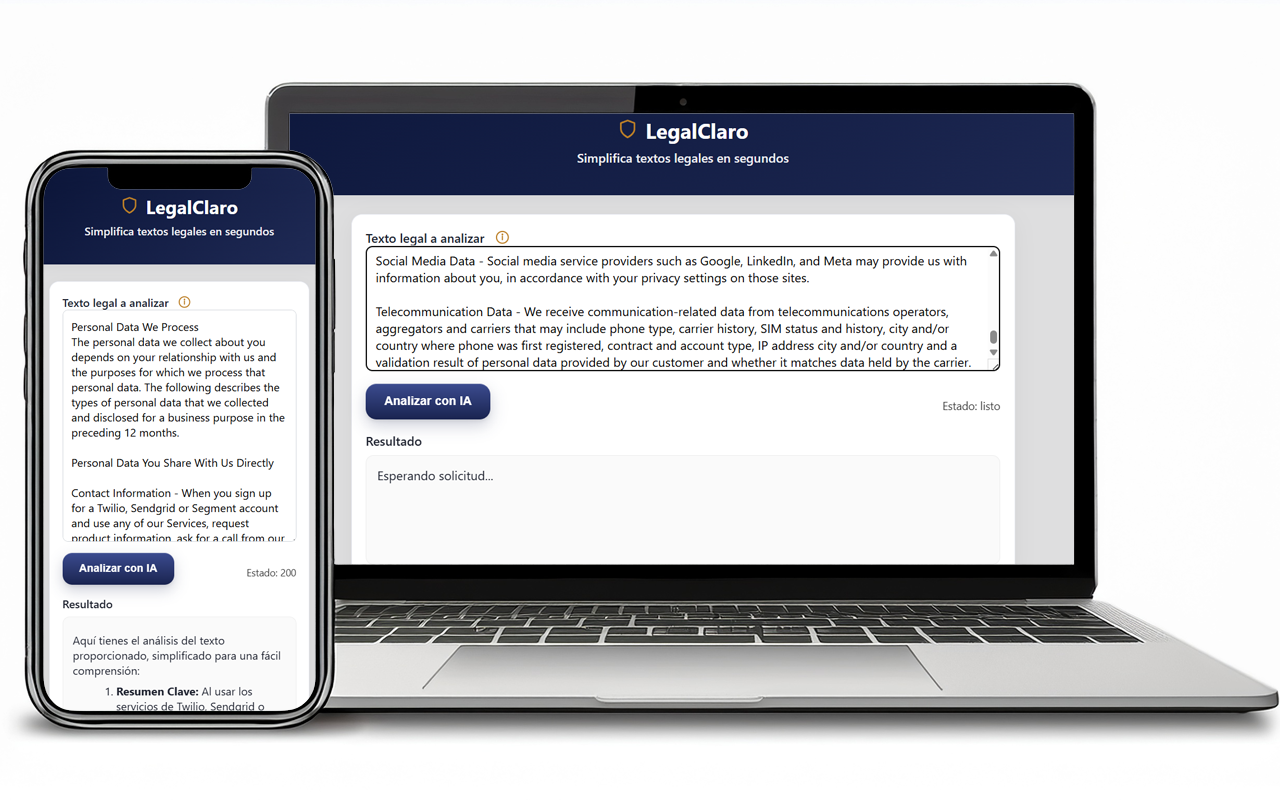 LegalClaro
Simplifica textos legales en segundos
Texto legal a analizar
Social Media Data - Social media service providers such as Google, LinkedIn, and Meta may provide us with
information about you, in accordance with your privacy settings on those sites.
Telecommunication Data - We receive communication-related data from telecommunications operators,
aggregators and carriers that may include phone type, carrier history, SIM status and history, city and/or
country where phone was first registered, contract and account type, IP address city and/or country and a
validation result of personal data provided by our customer and whether it matches data held by the carrier.
Analizar con IA
Estado: listo
Resultado
Esperando solicitud...
LegalClaro
Simplifica textos legales en segundos
Texto legal a analizar
Personal Data We Process
The personal data we collect about you
depends on your relationship with us and
the purposes for which we process that
personal data. The following describes the
types of personal data that we collected
and disclosed for a business purpose in the
preceding 12 months.
Personal Data You Share With Us Directly
Contact Information - When you sign up
for a Twilio, Sendgrid or Segment account
and use any of our Services, request
product information, ask for a call from our
Analizar con IA
Estado: 200
Resultado
Aquí tienes el análisis del texto
proporcionado, simplificado para una fácil
comprensión:
1. Resumen Clave: Al usar los
servicios de Twilio, Sendgrid o